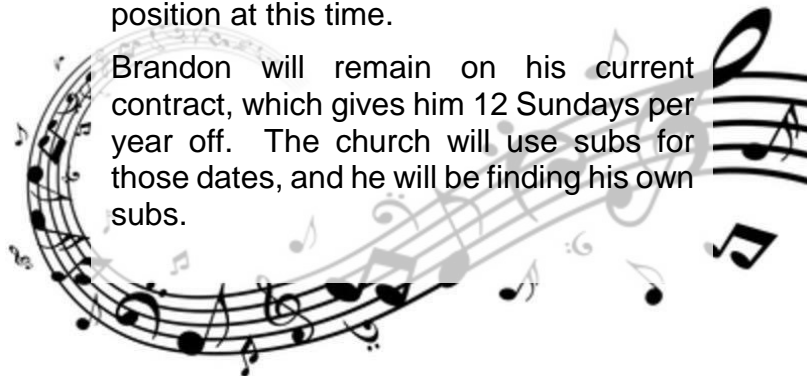 position at this time.
Brandon will remain on his current
contract, which gives him 12 Sundays per
year off. The church will use subs for
those dates, and he will be finding his own
subs.